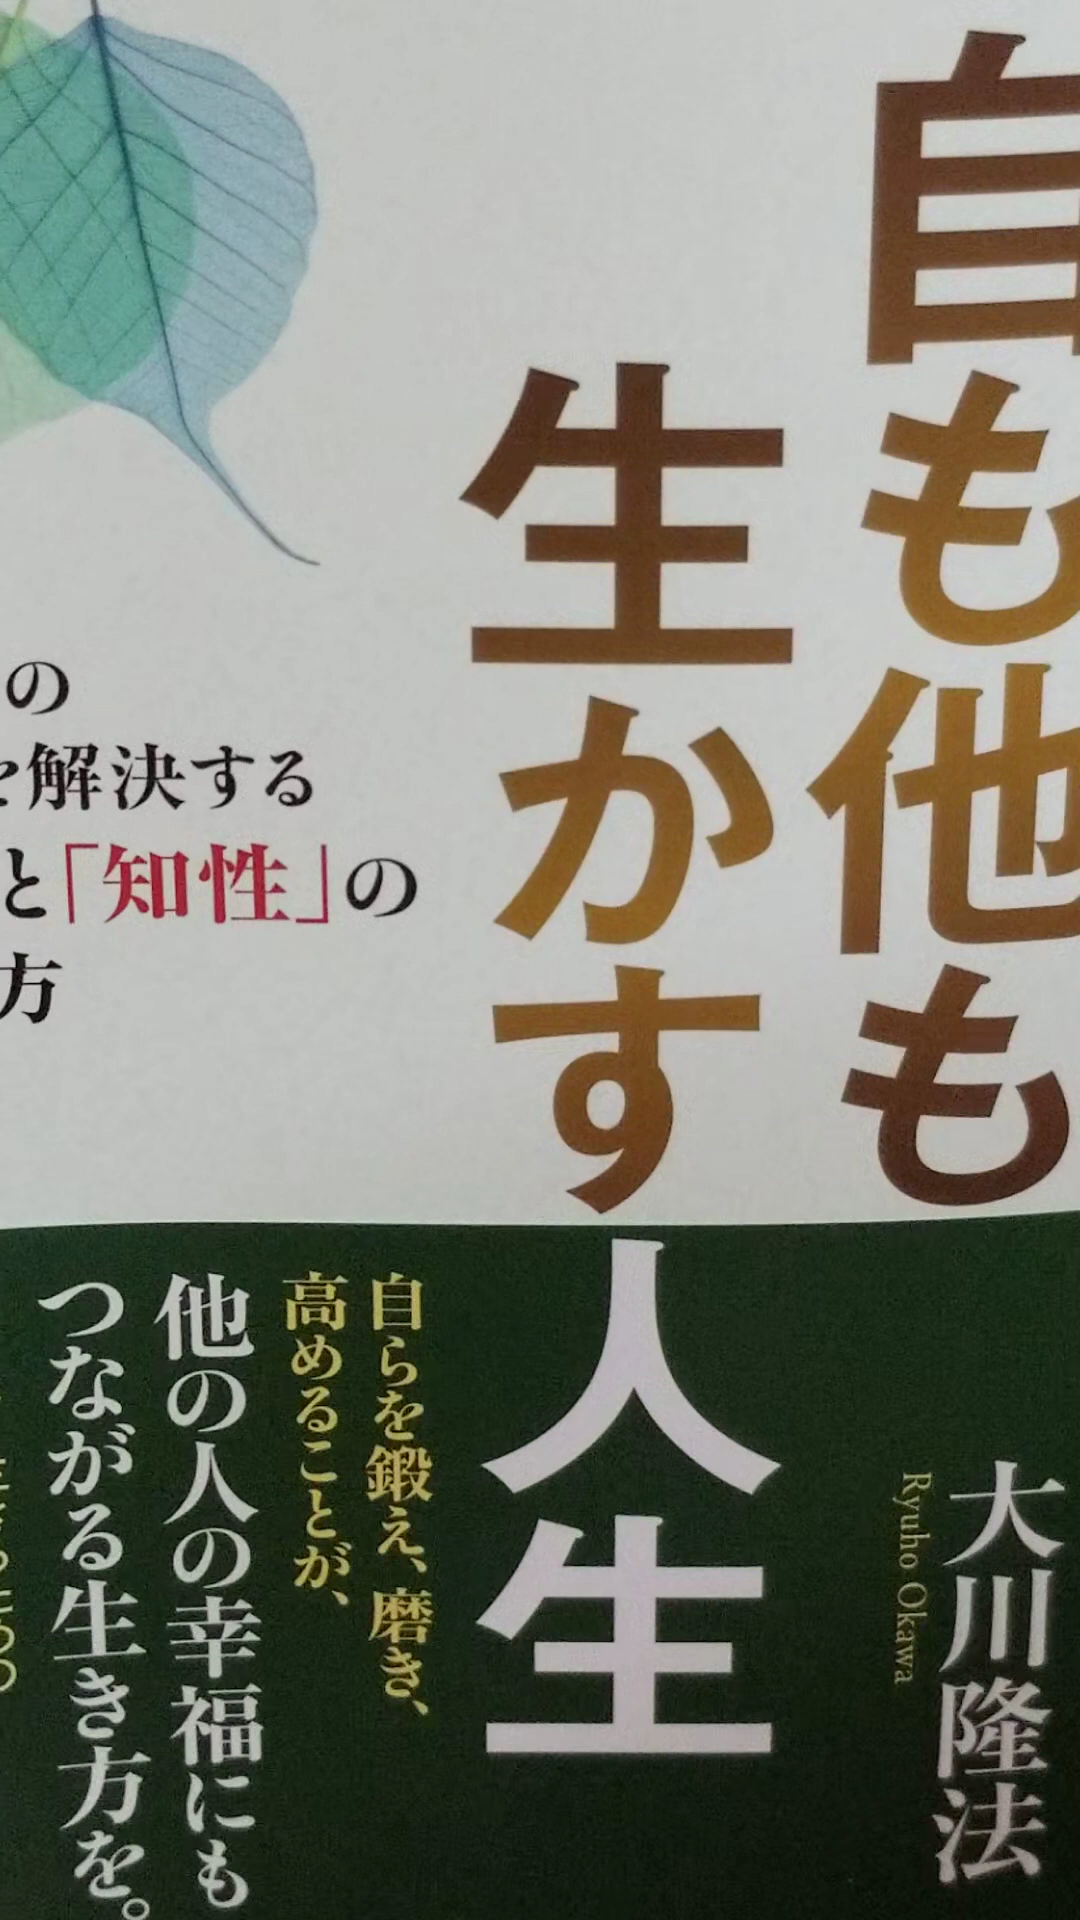 自も他も
生かす人生
大川隆法
Ryuho Okawa
の
を解決する
と「知性」の
方
自らを鍛え、磨き、
高めることが、
他の人の幸福にも
つながる生き方を。